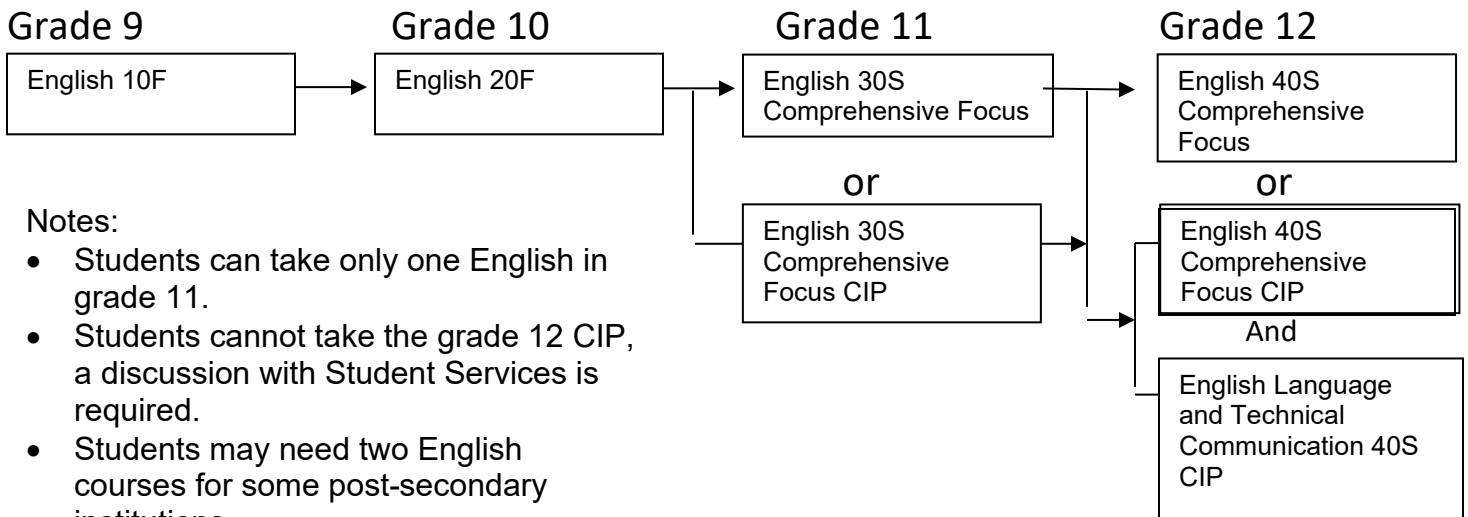 Grade 9
Grade 10
Grade 11
Grade 12
English 10F
English 20F
English 30S
Comprehensive Focus
English 40S
Comprehensive
Focus
or
or
English 30S
Comprehensive
Focus CIP
English 40S
Comprehensive
Focus CIP
And
English Language
and Technical
Communication 40S
CIP
Notes:
• Students can take only one English in
grade 11.
• Students cannot take the grade 12 CIP,
a discussion with Student Services is
required.
• Students may need two English
courses for some post-secondary